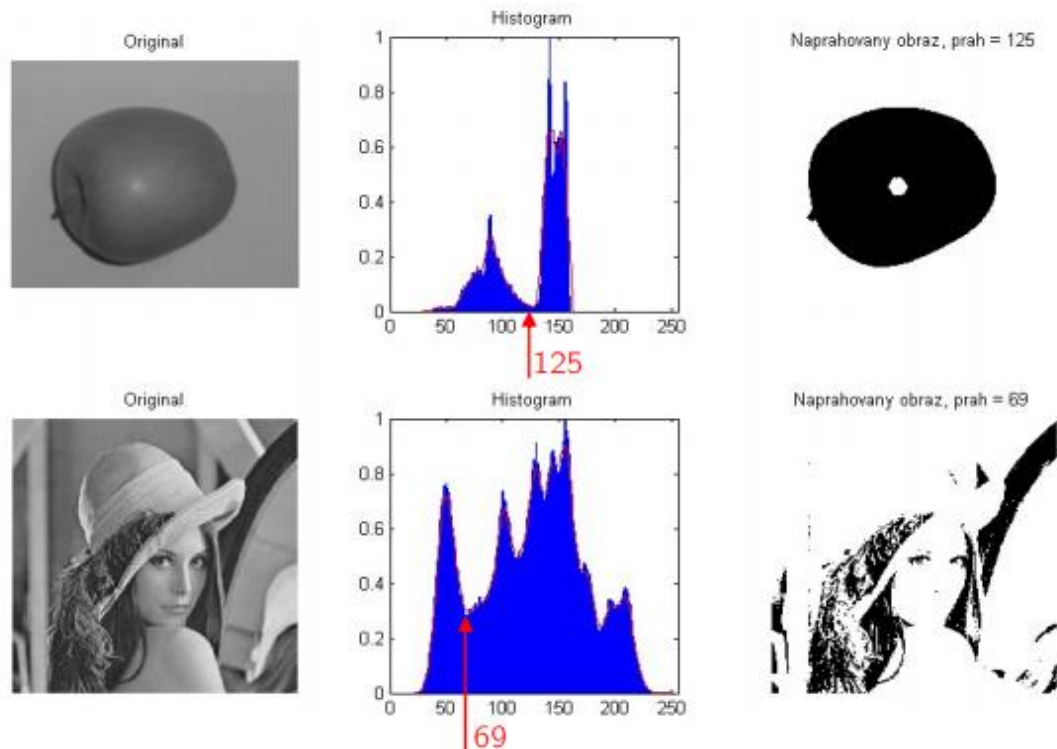 Original
Histogram
Naprahovany obraz, prah = 125
1
0.8
0.6
0.4
0.2
0
0 50 100 150 200 250
125
Original
Histogram
Naprahovany obraz, prah = 69
1
0.8
0.6
0.4
0.2
0
0 50 100 150 200 250
69